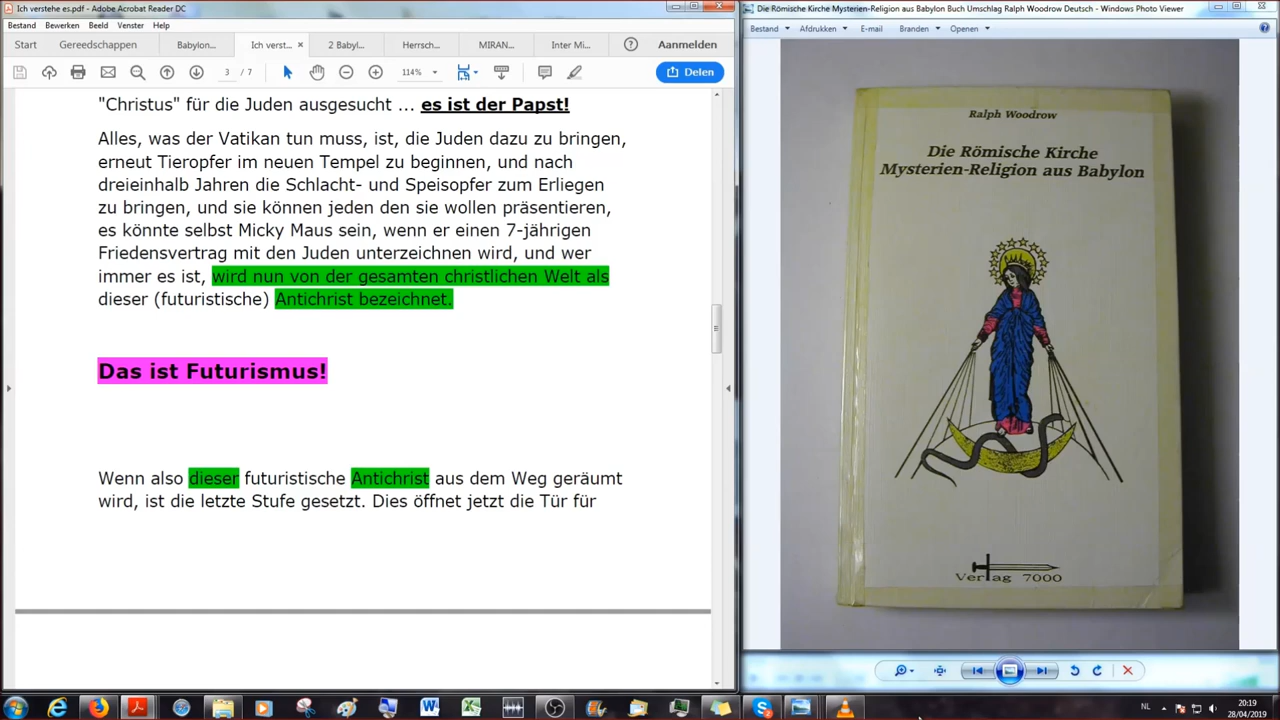 Ich verstehe es.pdf - Adobe Acrobat Reader DC
Bestand Bewerken Beeld Venster Help
Start Gereedschappen Babylon... Ich verst... × 2 Babyl... Herrsch... MIRAN... Inter Mi... Anmelden
3 / 7 114% Delen
"Christus" für die Juden ausgesucht ... es ist der Papst!
Alles, was der Vatikan tun muss, ist, die Juden dazu zu bringen,
erneut Tieropfer im neuen Tempel zu beginnen, und nach
dreieinhalb Jahren die Schlacht- und Speisopfer zum Erliegen
zu bringen, und sie können jeden den sie wollen präsentieren,
es könnte selbst Micky Maus sein, wenn er einen 7-jährigen
Friedensvertrag mit den Juden unterzeichnen wird, und wer
immer es ist, wird nun von der gesamten christlichen Welt als
dieser (futuristische) Antichrist bezeichnet.
Das ist Futurismus!
Wenn also dieser futuristische Antichrist aus dem Weg geräumt
wird, ist die letzte Stufe gesetzt. Dies öffnet jetzt die Tür für
Die Römische Kirche Mysterien-Religion aus Babylon Buch Umschlag Ralph Woodrow Deutsch - Windows Photo Viewer
Bestand Afdrukken E-mail Branden Openen
Ralph Woodrow
Die Römische Kirche
Mysterien-Religion aus Babylon
Verlag 7000
NL
20:19
28/04/2019